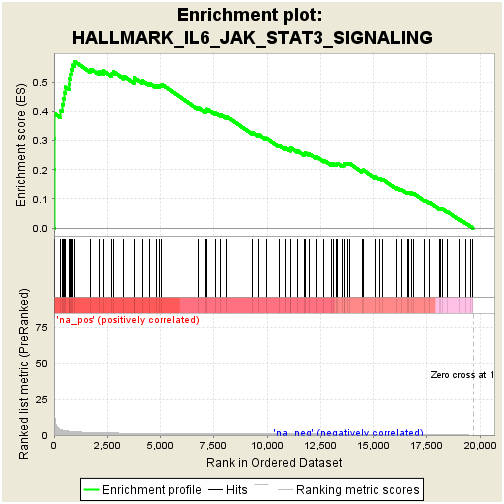 Enrichment plot:
HALLMARK_IL6_JAK_STAT3_SIGNALING
Enrichment score (ES)
0.5
0.4
0.3
0.2
0.1
0.0
'na_pos' (positively correlated)
Ranked list metric (PreRanked)
75
50
25
0
Zero cross at 1
'na_neg' (negatively correlated)
0 2,500 5,000 7,500 10,000 12,500 15,000 17,500 20,000
Rank in Ordered Dataset
Enrichment profile Hits Ranking metric scores